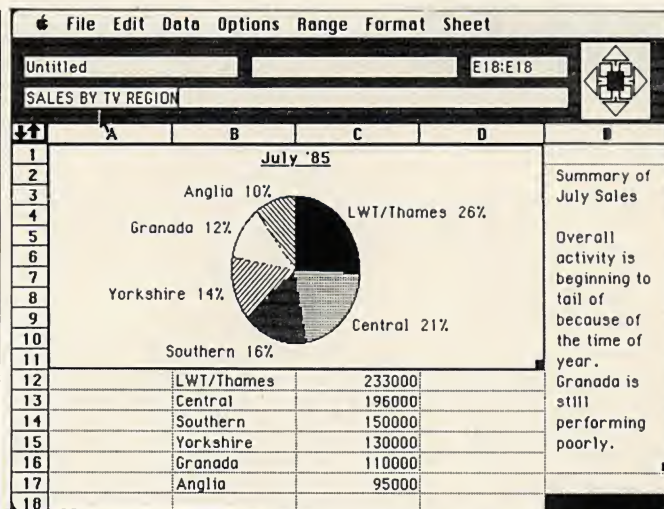 File Edit Data Options Range Format Sheet
Untitled E18:E18
SALES BY TV REGION
A B C D
1
2
3
4
5
6
7
8
9
10
11
12
13
14
15
16
17
18
July '85
Anglia 10%
LWT/Thames 26%
Granada 12%
Yorkshire 14%
Central 21%
Southern 16%
LWT/Thames 233000
Central 196000
Southern 150000
Yorkshire 130000
Granada 110000
Anglia 95000
Summary of
July Sales
Overall
activity is
beginning to
tail of
because of
the time of
year.
Granada is
still
performing
poorly.